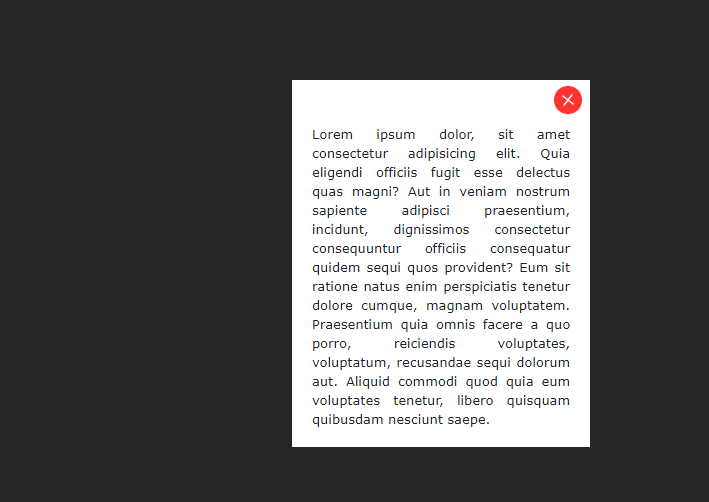 Lorem ipsum dolor, sit amet
consectetur adipisicing elit. Quia
eligendi officiis fugit esse delectus
quas magni? Aut in veniam nostrum
sapiente adipisci praesentium,
incidunt, dignissimos consectetur
consequuntur officiis consequatur
quidem sequi quos provident? Eum sit
ratione natus enim perspiciatis tenetur
dolore cumque, magnam voluptatem.
Praesentium quia omnis facere a quo
porro, reiciendis voluptates,
voluptatum, recusandae sequi dolorum
aut. Aliquid commodi quod quia eum
voluptates tenetur, libero quisquam
quibusdam nesciunt saepe.